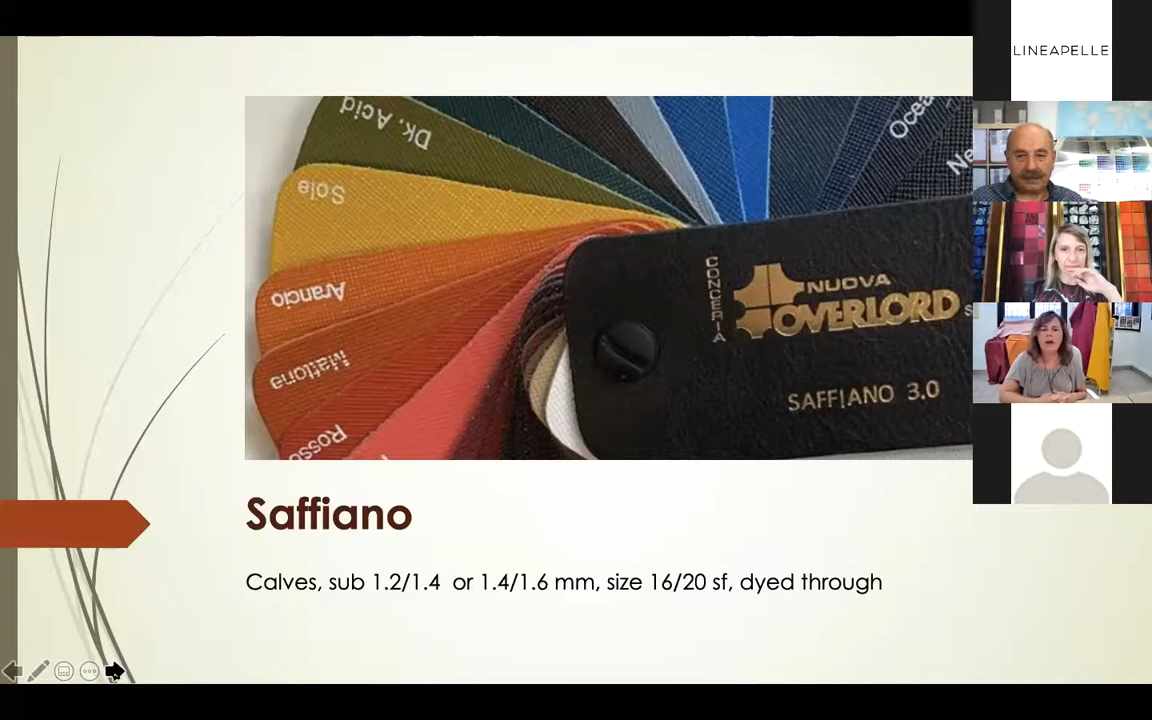 LINEAPELLE
Dk. Acid
Sole
Arancio
Mattone
Rosso
CONCERIA
NUOVA
OVERLORD
SAFFIANO 3.0
Saffiano
Calves, sub 1.2/1.4 or 1.4/1.6 mm, size 16/20 sf, dyed through